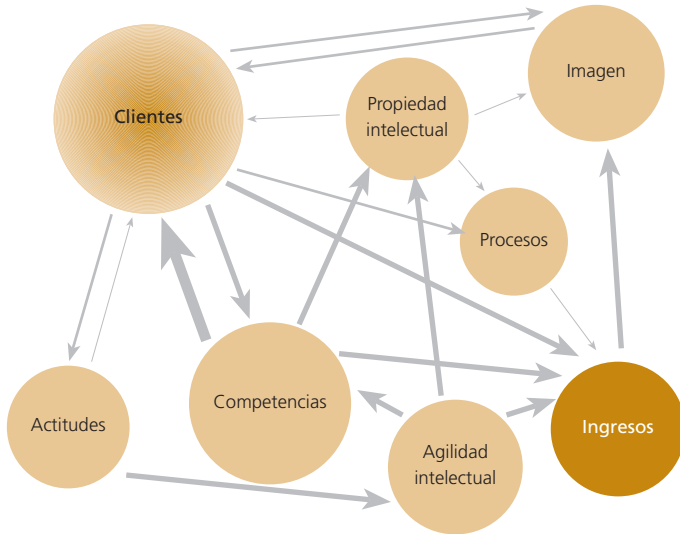 Clientes
Imagen
Propiedad
intelectual
Procesos
Competencias
Actitudes
Agilidad
intelectual
Ingresos